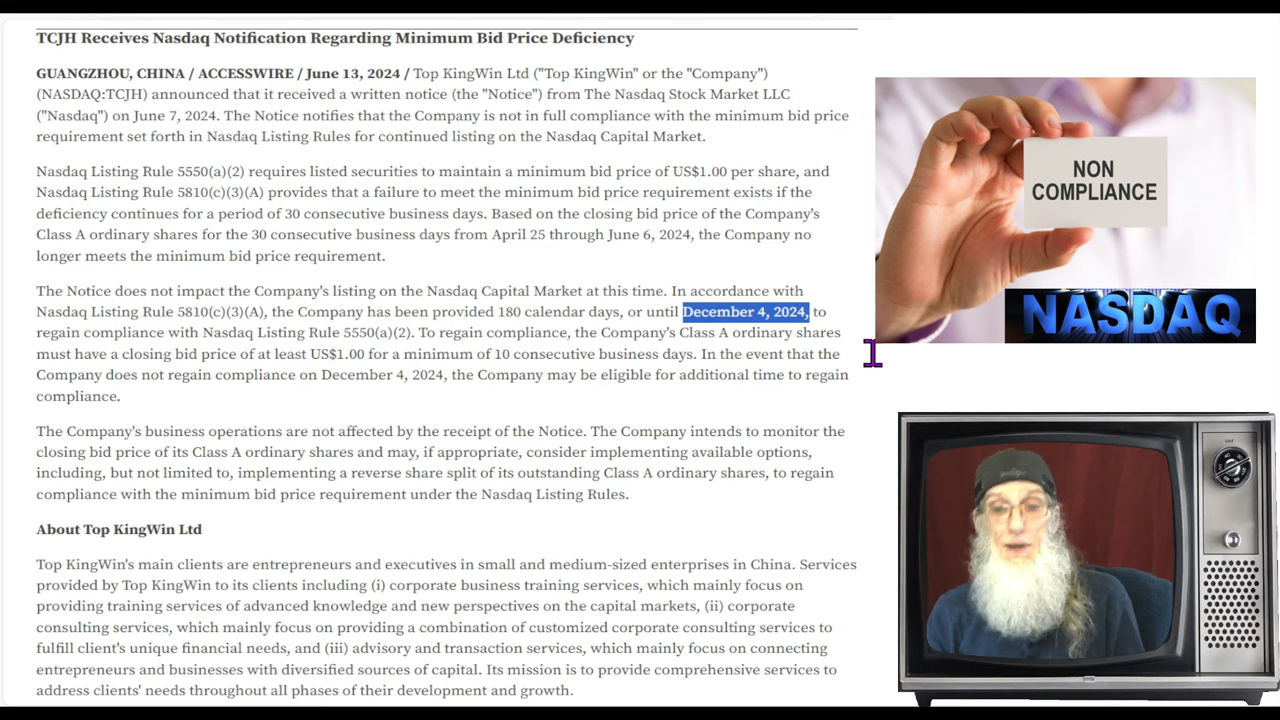 TCJH Receives Nasdaq Notification Regarding Minimum Bid Price Deficiency
GUANGZHOU, CHINA / ACCESSWIRE / June 13, 2024 / Top KingWin Ltd ("Top KingWin" or the "Company")
(NASDAQ:TCJH) announced that it received a written notice (the "Notice") from The Nasdaq Stock Market LLC
("Nasdaq") on June 7, 2024. The Notice notifies that the Company is not in full compliance with the minimum bid price
requirement set forth in Nasdaq Listing Rules for continued listing on the Nasdaq Capital Market.
Nasdaq Listing Rule 5550(a)(2) requires listed securities to maintain a minimum bid price of US$1.00 per share, and
Nasdaq Listing Rule 5810(c)(3)(A) provides that a failure to meet the minimum bid price requirement exists if the
deficiency continues for a period of 30 consecutive business days. Based on the closing bid price of the Company's
Class A ordinary shares for the 30 consecutive business days from April 25 through June 6, 2024, the Company no
longer meets the minimum bid price requirement.
The Notice does not impact the Company's listing on the Nasdaq Capital Market at this time. In accordance with
Nasdaq Listing Rule 5810(c)(3)(A), the Company has been provided 180 calendar days, or until December 4, 2024, to
regain compliance with Nasdaq Listing Rule 5550(a)(2). To regain compliance, the Company's Class A ordinary shares
must have a closing bid price of at least US$1.00 for a minimum of 10 consecutive business days. In the event that the
Company does not regain compliance on December 4, 2024, the Company may be eligible for additional time to regain
compliance.
The Company's business operations are not affected by the receipt of the Notice. The Company intends to monitor the
closing bid price of its Class A ordinary shares and may, if appropriate, consider implementing available options,
including, but not limited to, implementing a reverse share split of its outstanding Class A ordinary shares, to regain
compliance with the minimum bid price requirement under the Nasdaq Listing Rules.
About Top KingWin Ltd
Top KingWin's main clients are entrepreneurs and executives in small and medium-sized enterprises in China. Services
provided by Top KingWin to its clients including (i) corporate business training services, which mainly focus on
providing training services of advanced knowledge and new perspectives on the capital markets, (ii) corporate
consulting services, which mainly focus on providing a combination of customized corporate consulting services to
fulfill client's unique financial needs, and (iii) advisory and transaction services, which mainly focus on connecting
entrepreneurs and businesses with diversified sources of capital. Its mission is to provide comprehensive services to
address clients' needs throughout all phases of their development and growth.
NON
COMPLIANCE
NASDAQ